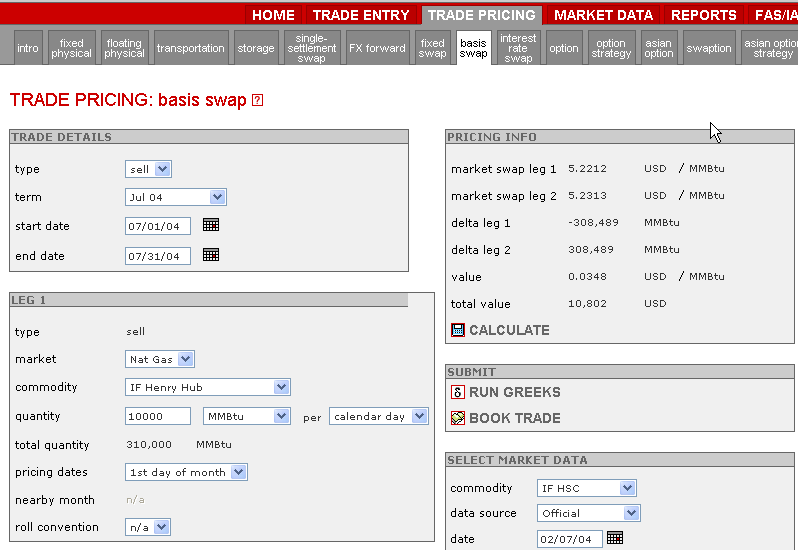 HOME TRADE ENTRY TRADE PRICING MARKET DATA REPORTS FAS/IA
intro fixed physical floating physical transportation storage single-settlement swap FX forward fixed swap basis swap interest rate swap option option strategy asian option swaption asian option strategy
TRADE PRICING: basis swap ?
TRADE DETAILS
type sell
term Jul 04
start date 07/01/04
end date 07/31/04
LEG 1
type sell
market Nat Gas
commodity IF Henry Hub
quantity 10000 MMBtu per calendar day
total quantity 310,000 MMBtu
pricing dates 1st day of month
nearby month n/a
roll convention n/a
PRICING INFO
market swap leg 1 5.2212 USD / MMBtu
market swap leg 2 5.2313 USD / MMBtu
delta leg 1 -308,489 MMBtu
delta leg 2 308,489 MMBtu
value 0.0348 USD / MMBtu
total value 10,802 USD
CALCULATE
SUBMIT
δ RUN GREEKS
BOOK TRADE
SELECT MARKET DATA
commodity IF HSC
data source Official
date 02/07/04